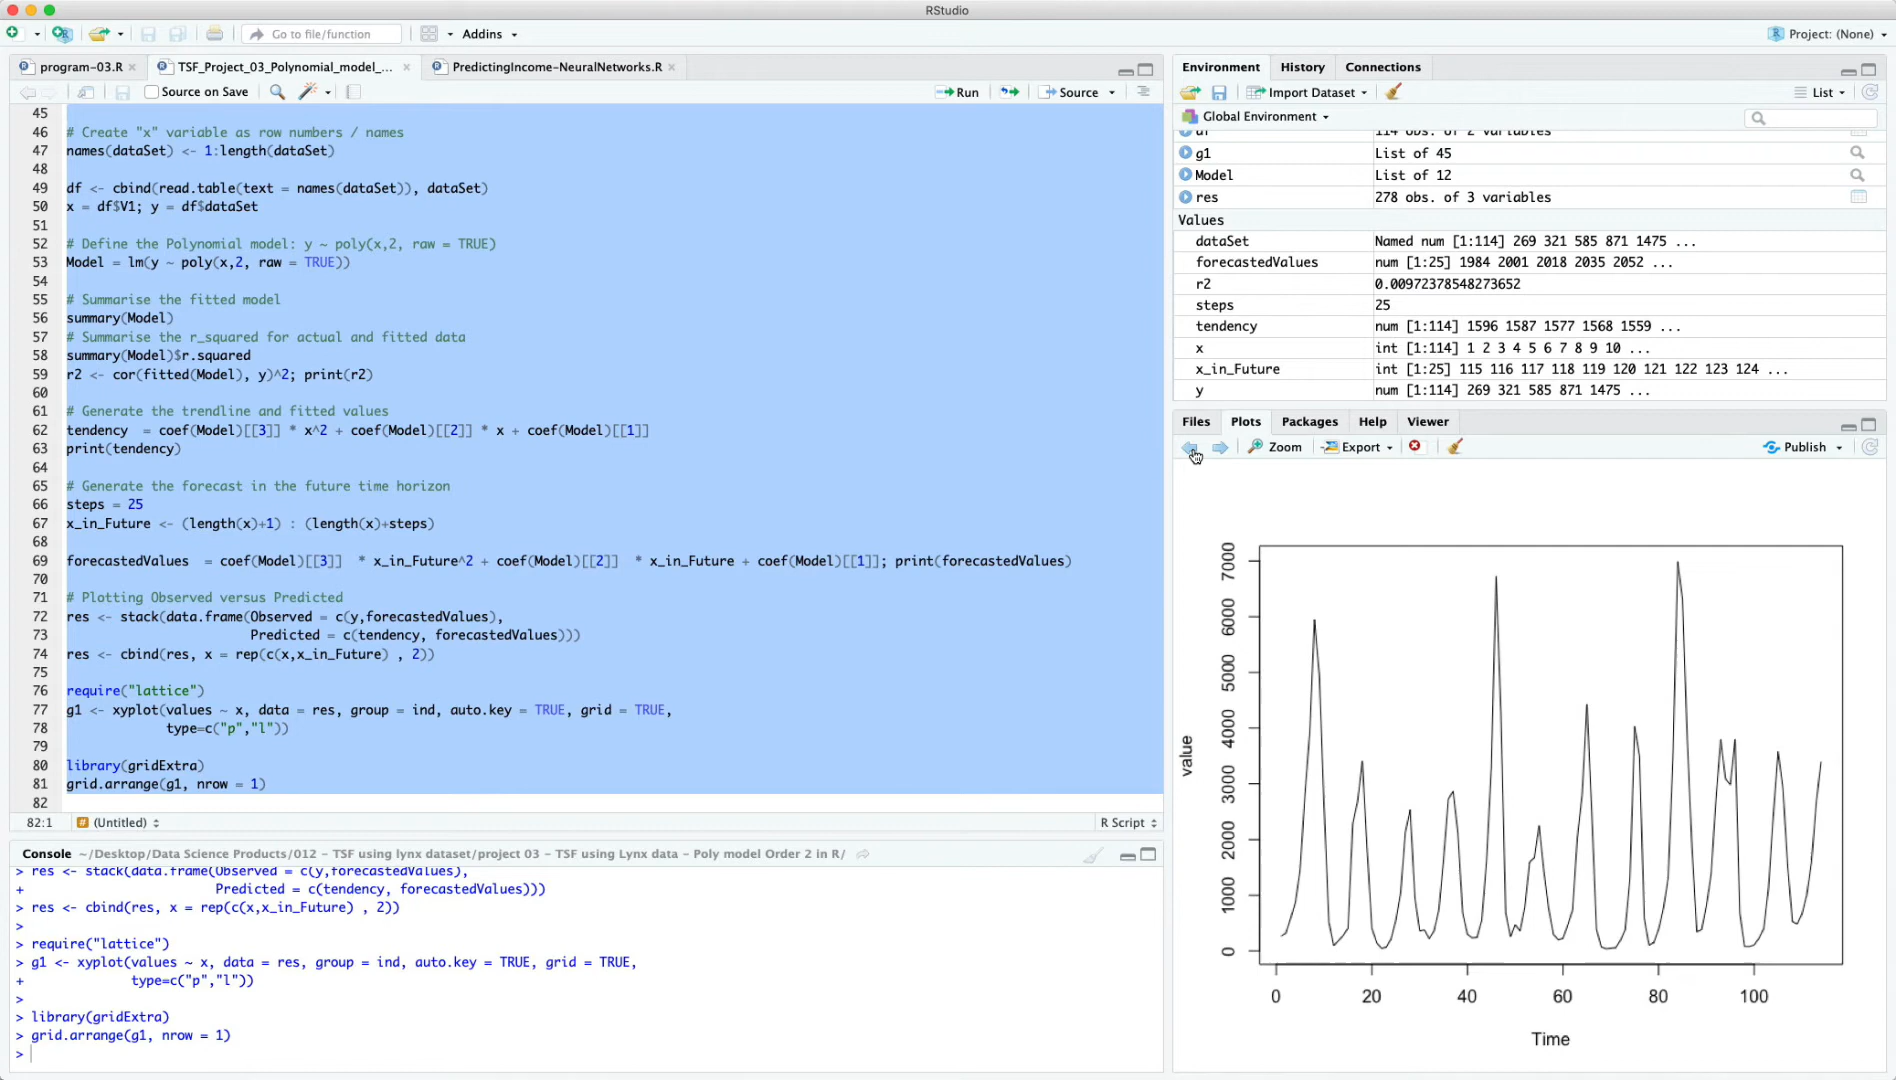 RStudio
Go to file/function
Addins
Project: (None)
program-03.R
TSF_Project_03_Polynomial_model_...
PredictingIncome-NeuralNetworks.R
Source on Save
Run
Source
45
46 # Create "x" variable as row numbers / names
47 names(dataSet) <- 1:length(dataSet)
48
49 df <- cbind(read.table(text = names(dataSet)), dataSet)
50 x = df$V1; y = df$dataSet
51
52 # Define the Polynomial model: y ~ poly(x,2, raw = TRUE)
53 Model = lm(y ~ poly(x,2, raw = TRUE))
54
55 # Summarise the fitted model
56 summary(Model)
57 # Summarise the r_squared for actual and fitted data
58 summary(Model)$r.squared
59 r2 <- cor(fitted(Model), y)^2; print(r2)
60
61 # Generate the trendline and fitted values
62 tendency  = coef(Model)[[3]] * x^2 + coef(Model)[[2]] * x + coef(Model)[[1]]
63 print(tendency)
64
65 # Generate the forecast in the future time horizon
66 steps = 25
67 x_in_Future <- (length(x)+1) : (length(x)+steps)
68
69 forecastedValues  = coef(Model)[[3]]  * x_in_Future^2 + coef(Model)[[2]]  * x_in_Future + coef(Model)[[1]]; print(forecastedValues)
70
71 # Plotting Observed versus Predicted
72 res <- stack(data.frame(Observed = c(y,forecastedValues),
73 Predicted = c(tendency, forecastedValues)))
74 res <- cbind(res, x = rep(c(x,x_in_Future) , 2))
75
76 require("lattice")
77 g1 <- xyplot(values ~ x, data = res, group = ind, auto.key = TRUE, grid = TRUE,
78 type=c("p","l"))
79
80 library(gridExtra)
81 grid.arrange(g1, nrow = 1)
82
82:1
# (Untitled)
R Script
Console ~/Desktop/Data Science Products/012 - TSF using lynx dataset/project 03 - TSF using Lynx data - Poly model Order 2 in R/
> res <- stack(data.frame(Observed = c(y,forecastedValues),
+ Predicted = c(tendency, forecastedValues)))
> res <- cbind(res, x = rep(c(x,x_in_Future) , 2))
>
> require("lattice")
> g1 <- xyplot(values ~ x, data = res, group = ind, auto.key = TRUE, grid = TRUE,
+ type=c("p","l"))
>
> library(gridExtra)
> grid.arrange(g1, nrow = 1)
>
Environment
History
Connections
Import Dataset
List
Global Environment
df 114 obs. of 2 variables
g1 List of 45
Model List of 12
res 278 obs. of 3 variables
Values
dataSet Named num [1:114] 269 321 585 871 1475 ...
forecastedValues num [1:25] 1984 2001 2018 2035 2052 ...
r2 0.00972378548273652
steps 25
tendency num [1:114] 1596 1587 1577 1568 1559 ...
x int [1:114] 1 2 3 4 5 6 7 8 9 10 ...
x_in_Future int [1:25] 115 116 117 118 119 120 121 122 123 124 ...
y num [1:114] 269 321 585 871 1475 ...
Files
Plots
Packages
Help
Viewer
Zoom
Export
Publish
7000
6000
5000
4000
3000
2000
1000
0
value
0 20 40 60 80 100
Time